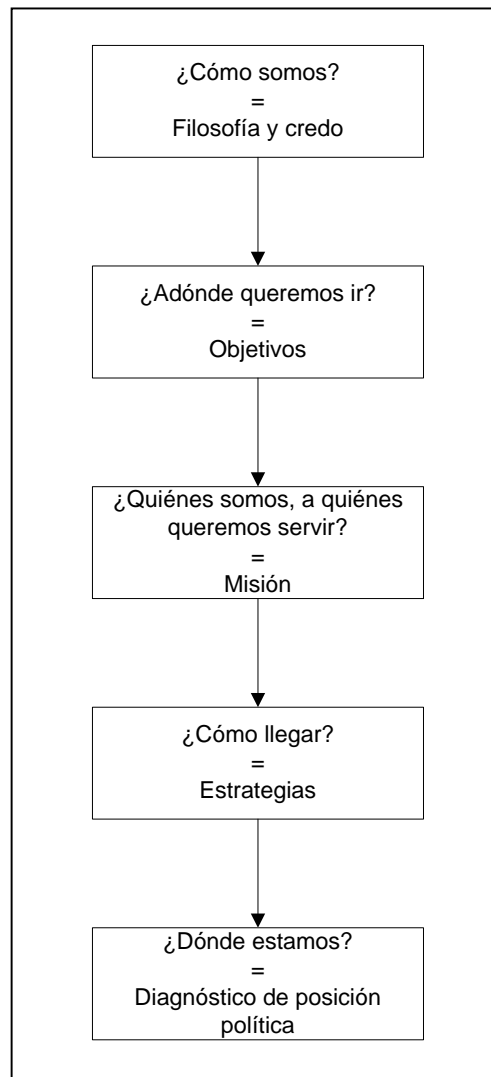 ¿Cómo somos?
=
Filosofía y credo
¿Adónde queremos ir?
=
Objetivos
¿Quiénes somos, a quiénes
queremos servir?
=
Misión
¿Cómo llegar?
=
Estrategias
¿Dónde estamos?
=
Diagnóstico de posición
política